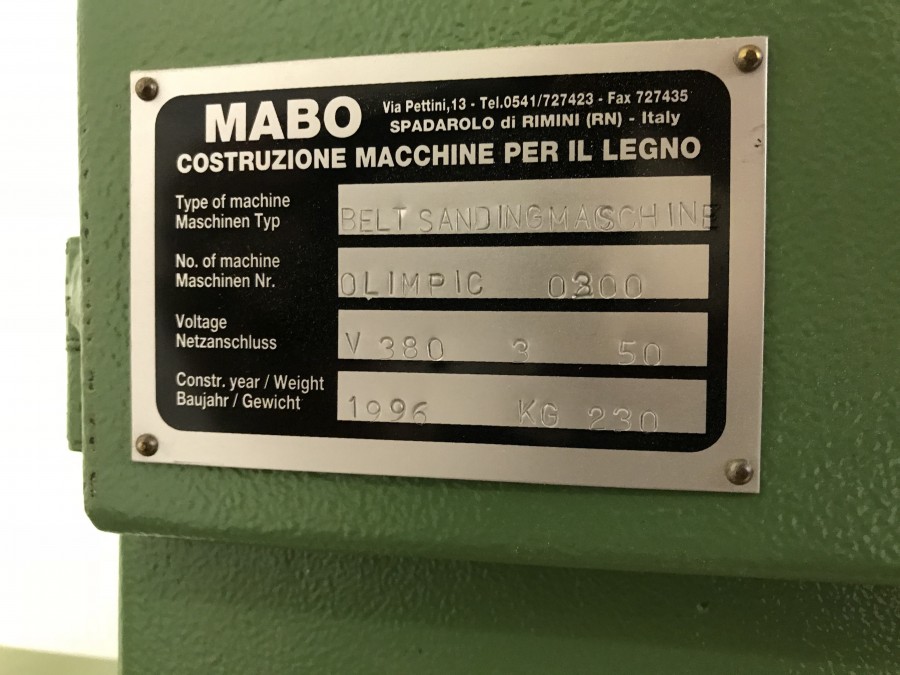 MABO Via Pettini,13 - Tel.0541/727423 - Fax 727435
SPADAROLO di RIMINI (RN) - Italy
COSTRUZIONE MACCHINE PER IL LEGNO
Type of machine
Maschinen Typ
BELT SANDINGMASCHINE
No. of machine
Maschinen Nr.
OLIMPIC 0300
Voltage
Netzanschluss
V 380 3 50
Constr. year / Weight
Baujahr / Gewicht
1996 KG 230